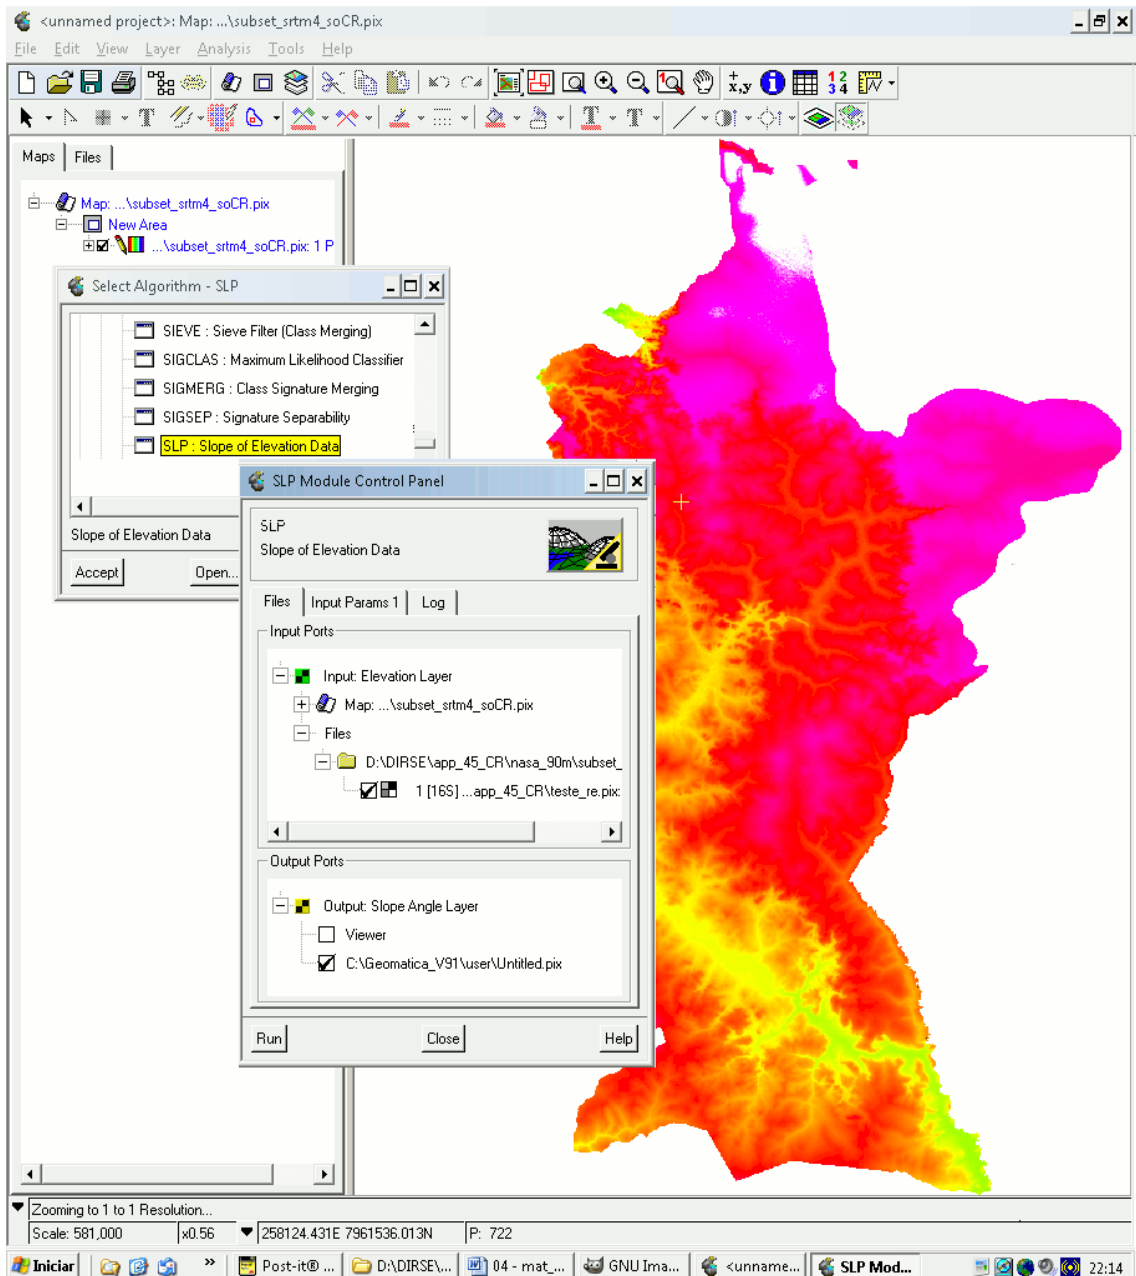 <unnamed project>: Map: ...\subset_srtm4_soCR.pix
File Edit View Layer Analysis Tools Help
x,y 1 2 3 4
T T T
Maps Files
Map: ...\subset_srtm4_soCR.pix
New Area
...\subset_srtm4_soCR.pix: 1 P
Select Algorithm - SLP
SIEVE : Sieve Filter (Class Merging)
SIGCLAS : Maximum Likelihood Classifier
SIGMERG : Class Signature Merging
SIGSEP : Signature Separability
SLP : Slope of Elevation Data
Slope of Elevation Data
Accept Open...
SLP Module Control Panel
SLP
Slope of Elevation Data
Files Input Params 1 Log
Input Ports
Input: Elevation Layer
Map: ...\subset_srtm4_soCR.pix
Files
D:\DIRSE\app_45_CR\nasa_90m\subset_
1 [16S] ...app_45_CR\teste_re.pix:
Output Ports
Output: Slope Angle Layer
Viewer
C:\Geomatica_V91\user\Untitled.pix
Run Close Help
Zooming to 1 to 1 Resolution...
Scale: 581,000 x0.56 258124.431E 7961536.013N P: 722
Iniciar » Post-it® ... D:\DIRSE\... 04 - mat_... GNU Ima... <unname... SLP Mod... 22:14